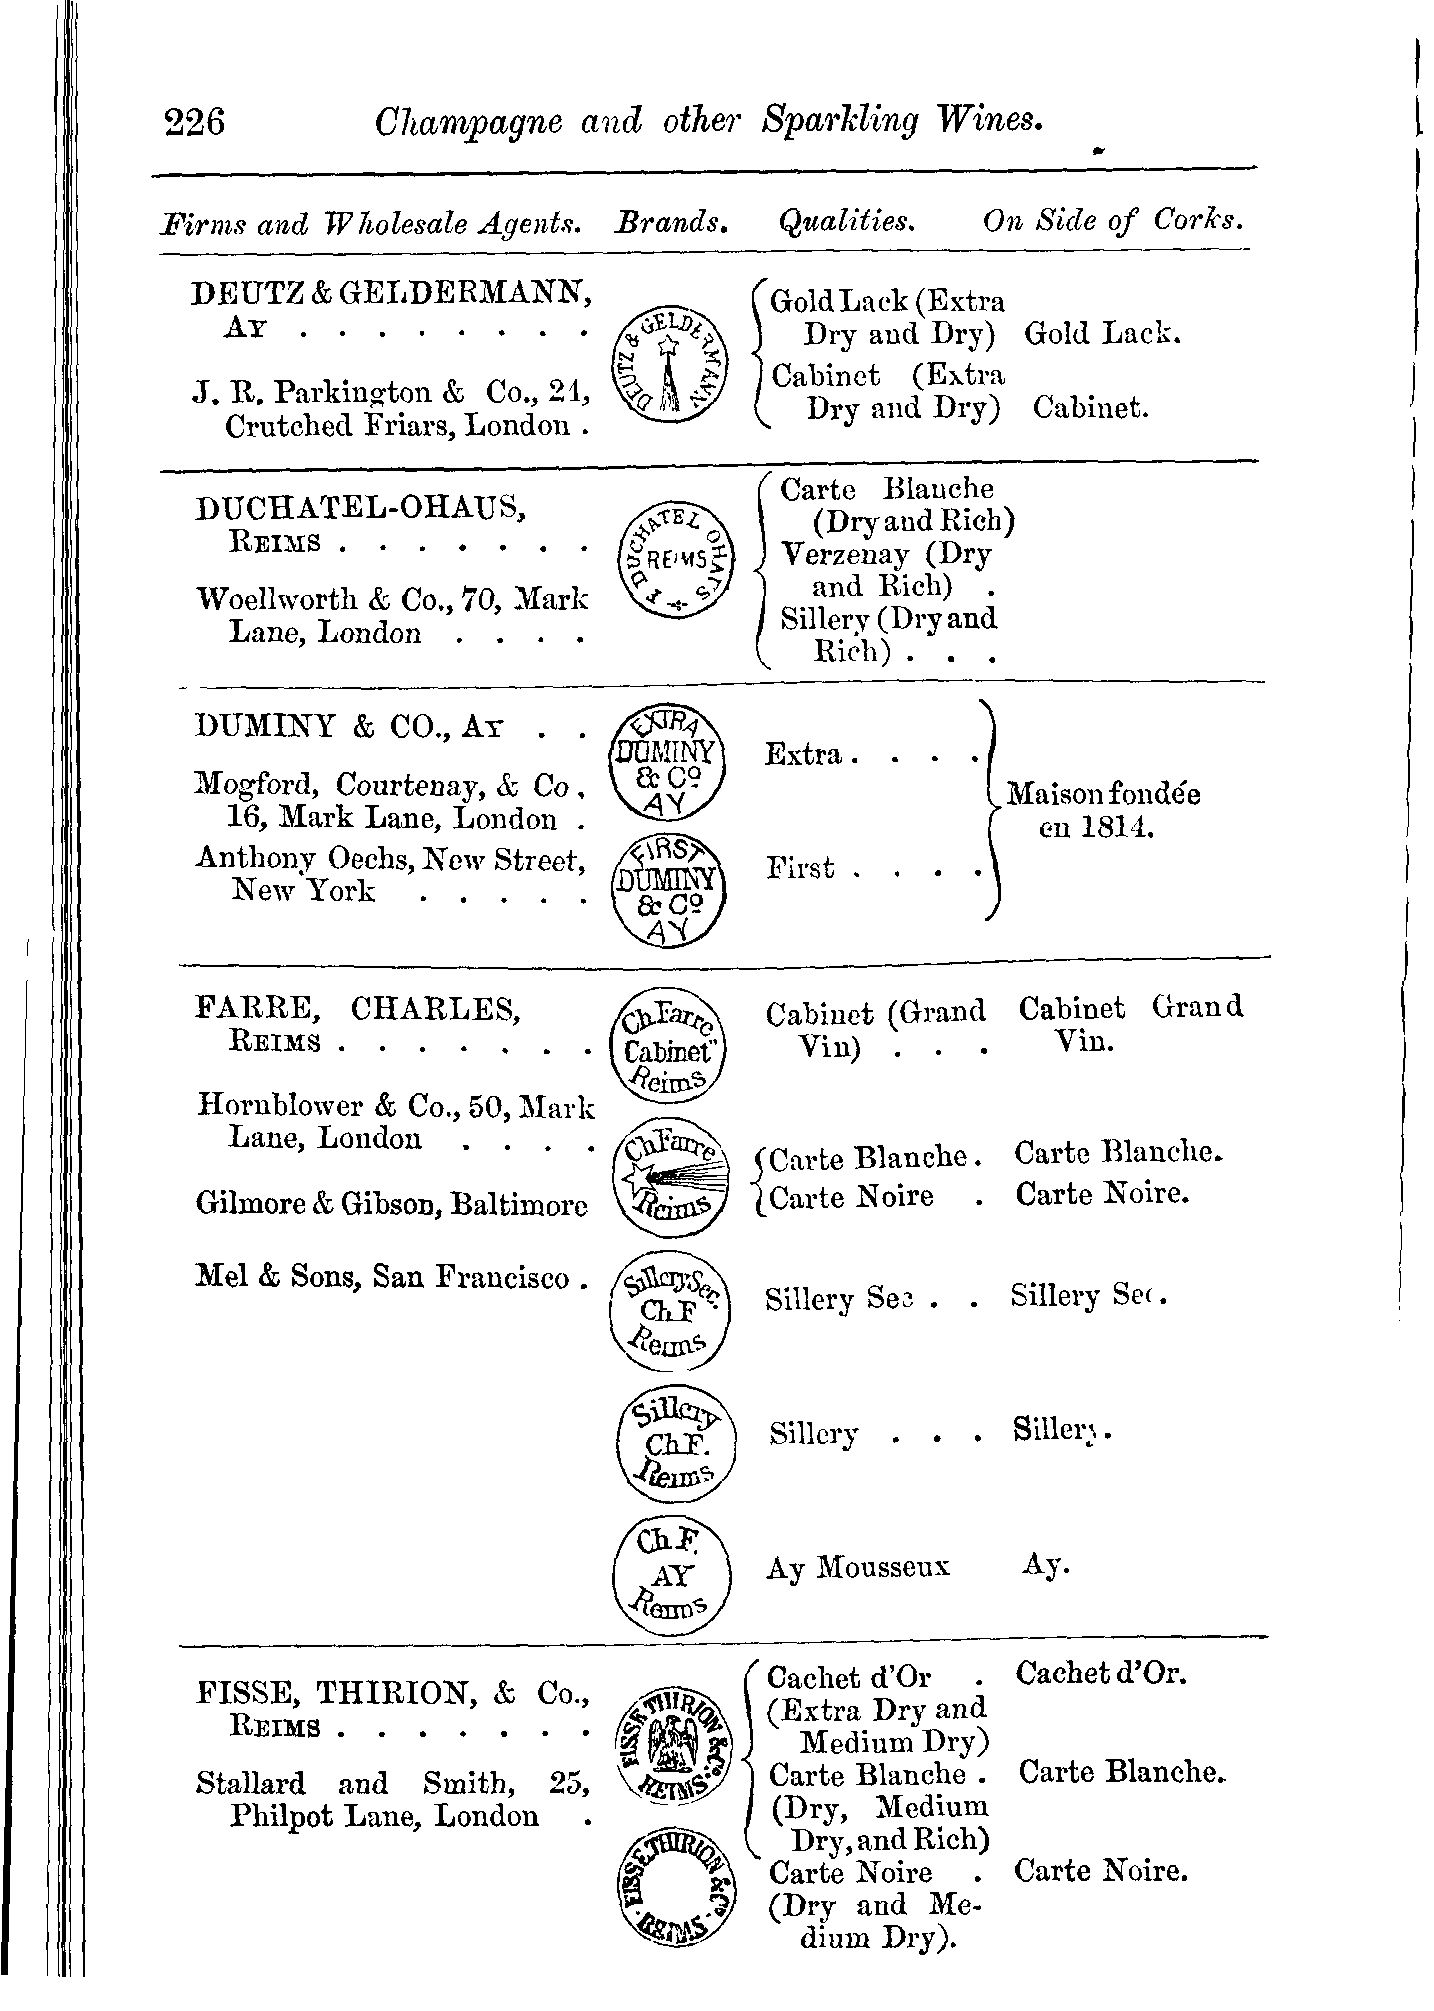 226 Champagne and other Sparkling Wines.
Firms and Wholesale Agents. Brands. Qualities. On Side of Corks.
DEUTZ & GELDERMANN,
AY . . . . . . . .
J. R. Parkington & Co., 24,
Crutched Friars, London .
DEUTZ & GELDERMANN
Gold Lack (Extra
Dry and Dry) Gold Lack.
Cabinet (Extra
Dry and Dry) Cabinet.
DUCHATEL-OHAUS,
REIMS . . . . . . .
Woellworth & Co., 70, Mark
Lane, London . . . .
DUCHATEL OHAUS
REIMS
Carte Blanche
(Dry and Rich)
Verzenay (Dry
and Rich) .
Sillery (Dry and
Rich) . . .
DUMINY & CO., AY . .
Mogford, Courtenay, & Co.
16, Mark Lane, London .
Anthony Oechs, New Street,
New York . . . . .
EXTRA
DUMINY
& Co
AY
FIRST
DUMINY
& Co
AY
Extra . . . .
First . . . .
Maison fondée
en 1814.
FARRE, CHARLES,
REIMS . . . . . . .
Hornblower & Co., 50, Mark
Lane, London . . . .
Gilmore & Gibson, Baltimore
Mel & Sons, San Francisco .
Ch. Farre
Cabinet"
Reims
Cabinet (Grand Cabinet Grand
Vin) . . . Vin.
Ch Farre
Reims
Carte Blanche . Carte Blanche.
Carte Noire . Carte Noire.
Sillery Sec.
Ch F
Reims
Sillery Sec . . Sillery Sec.
Sillery
Ch F.
Reims
Sillery . . . Sillery.
Ch F.
AY
Reims
Ay Mousseux Ay.
FISSE, THIRION, & Co.,
REIMS . . . . . . .
Stallard and Smith, 25,
Philpot Lane, London .
FISSE THIRION & Co.
REIMS.
FISSE THIRION & Co
REIMS
Cachet d'Or . Cachet d'Or.
(Extra Dry and
Medium Dry)
Carte Blanche . Carte Blanche.
(Dry, Medium
Dry, and Rich)
Carte Noire . Carte Noire.
(Dry and Me-
dium Dry).